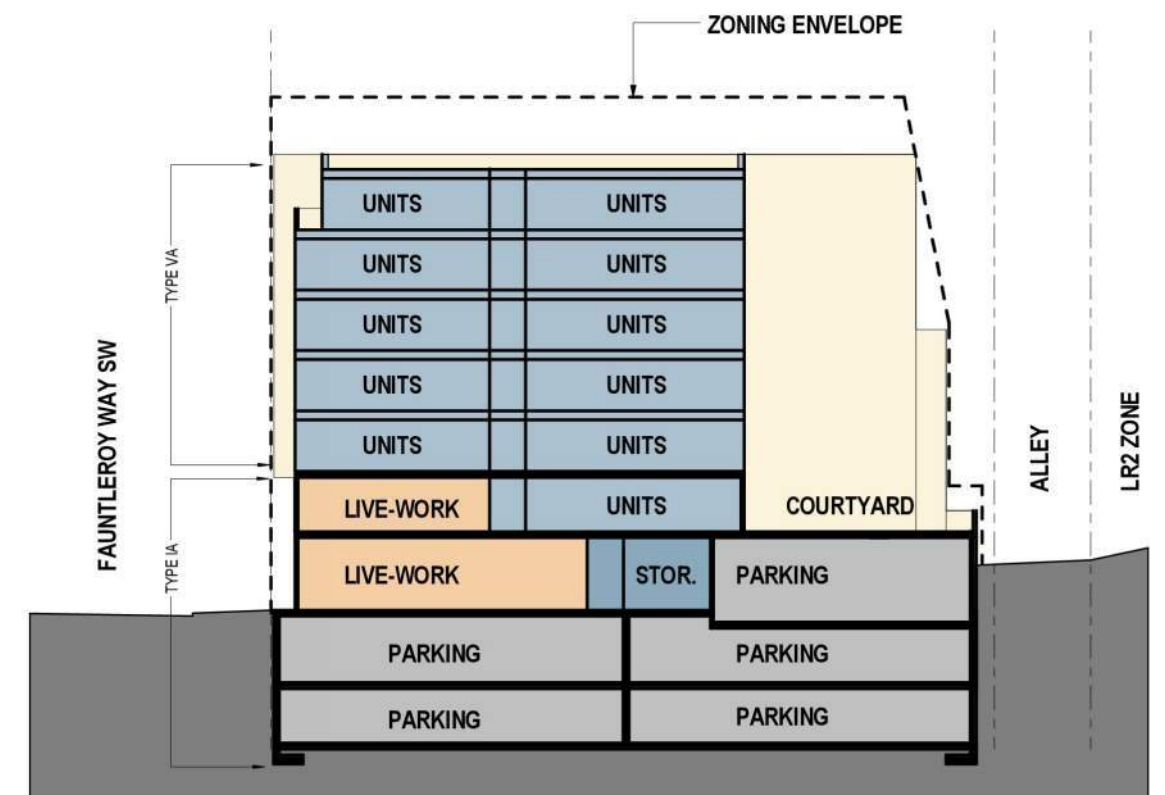 ZONING ENVELOPE
UNITS UNITS
UNITS UNITS
UNITS UNITS
UNITS UNITS
UNITS UNITS
LIVE-WORK UNITS COURTYARD
LIVE-WORK STOR. PARKING
PARKING PARKING
PARKING PARKING
TYPE VA
TYPE IA
FAUNTLEROY WAY SW
ALLEY
LR2 ZONE